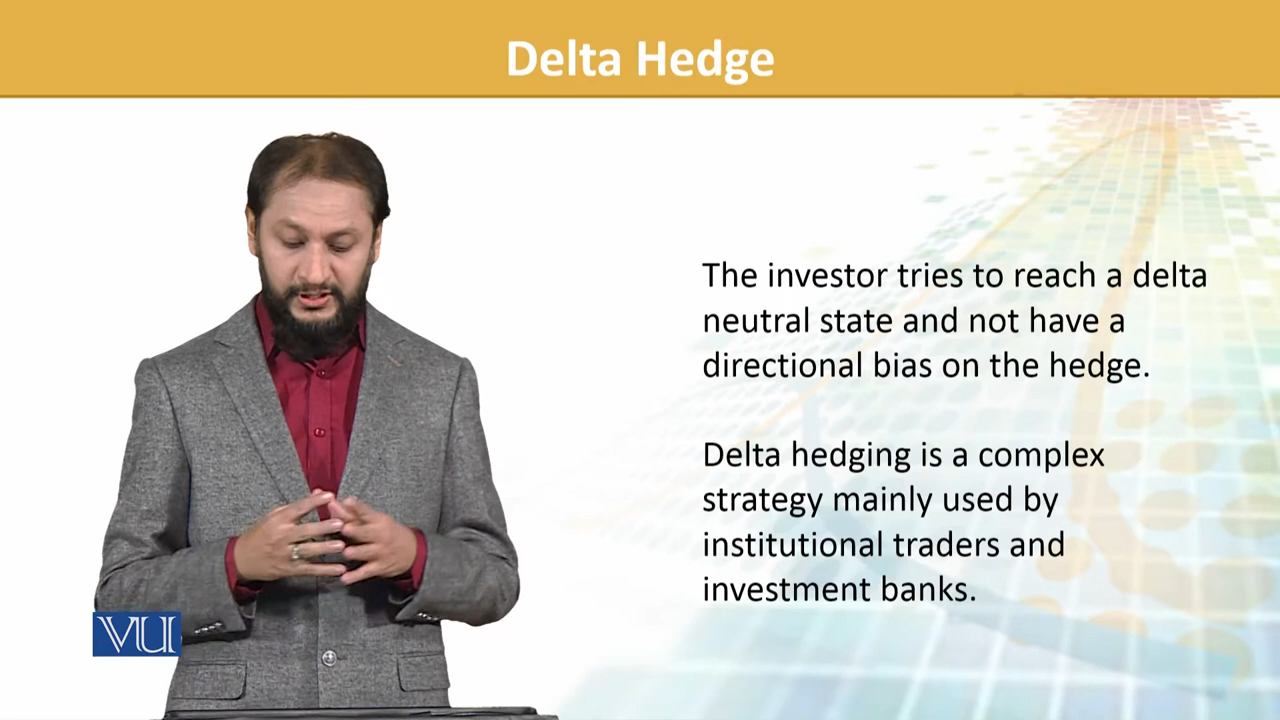 Delta Hedge
The investor tries to reach a delta
neutral state and not have a
directional bias on the hedge.
Delta hedging is a complex
strategy mainly used by
institutional traders and
investment banks.
VU